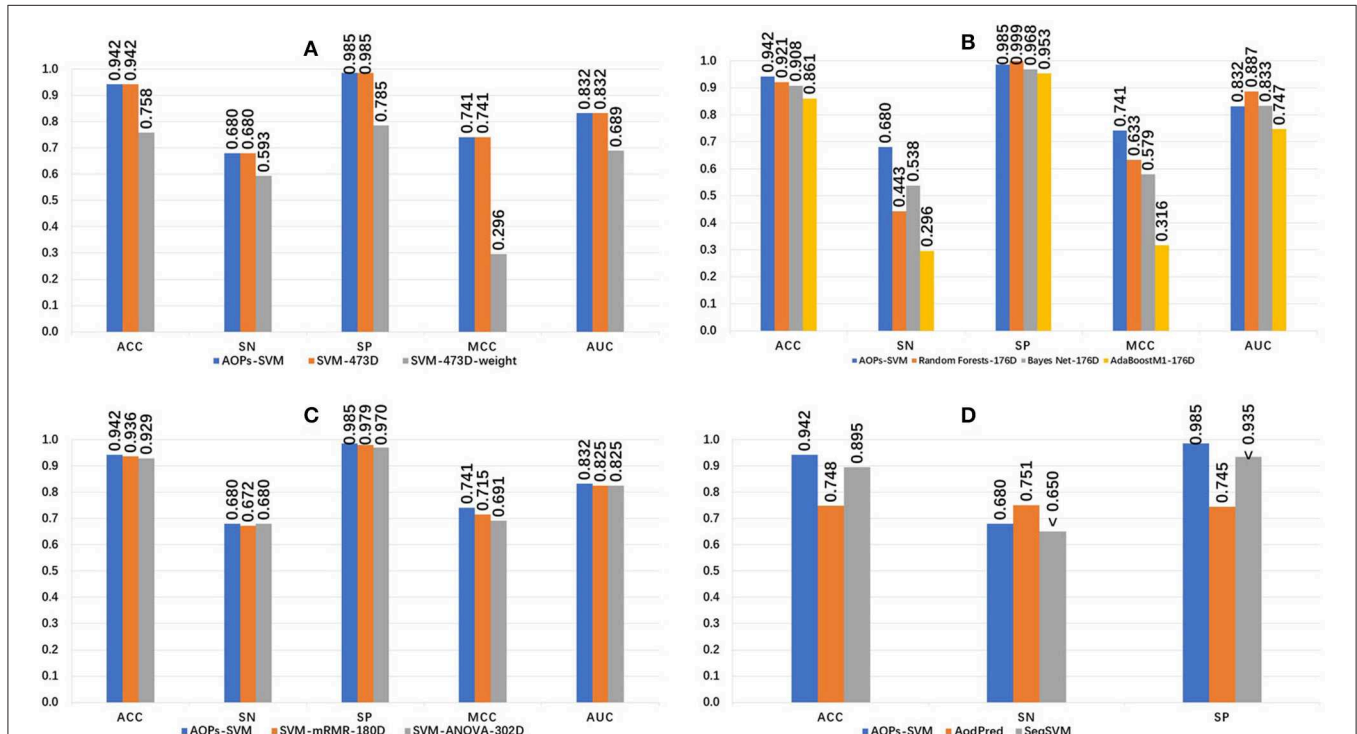 A
0.942 0.942 0.758 0.680 0.680 0.593 0.985 0.985 0.785 0.741 0.741 0.296 0.832 0.832 0.689
1.0
0.9
0.8
0.7
0.6
0.5
0.4
0.3
0.2
0.1
0.0
ACC SN SP MCC AUC
AOPs-SVM SVM-473D SVM-473D-weight
B
0.942 0.921 0.908 0.861 0.680 0.443 0.538 0.296 0.985 0.999 0.968 0.953 0.741 0.633 0.579 0.316 0.832 0.887 0.833 0.747
1.0
0.9
0.8
0.7
0.6
0.5
0.4
0.3
0.2
0.1
0.0
ACC SN SP MCC AUC
AOPs-SVM Random Forests-176D Bayes Net-176D AdaBoostM1-176D
C
0.942 0.936 0.929 0.680 0.672 0.680 0.985 0.979 0.970 0.741 0.715 0.691 0.832 0.825 0.825
1.0
0.9
0.8
0.7
0.6
0.5
0.4
0.3
0.2
0.1
0.0
ACC SN SP MCC AUC
AOPs-SVM SVM-mRMR-180D SVM-ANOVA-302D
D
0.942 0.748 0.895 0.680 0.751 < 0.650 0.985 0.745 < 0.935
1.0
0.9
0.8
0.7
0.6
0.5
0.4
0.3
0.2
0.1
0.0
ACC SN SP
AOPs-SVM AodPred SeqSVM